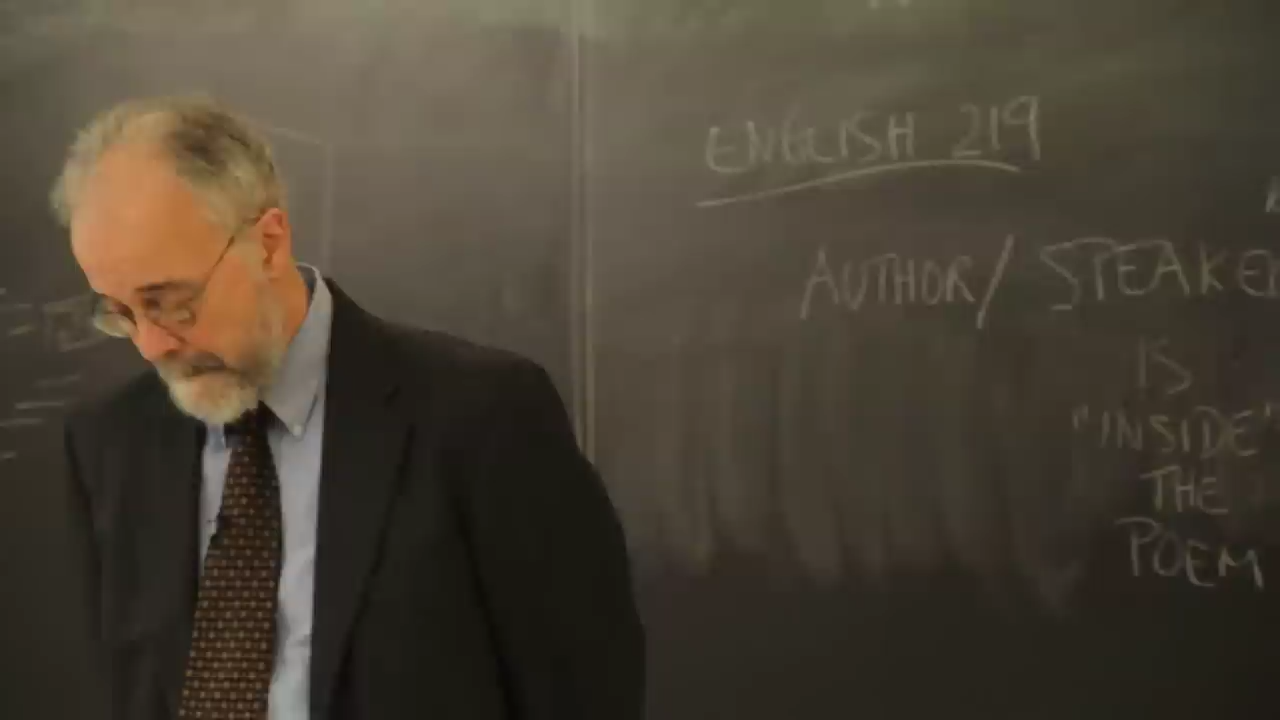 ENGLISH 219
AUTHOR/ SPEAKER
IS
"INSIDE"
THE
POEM